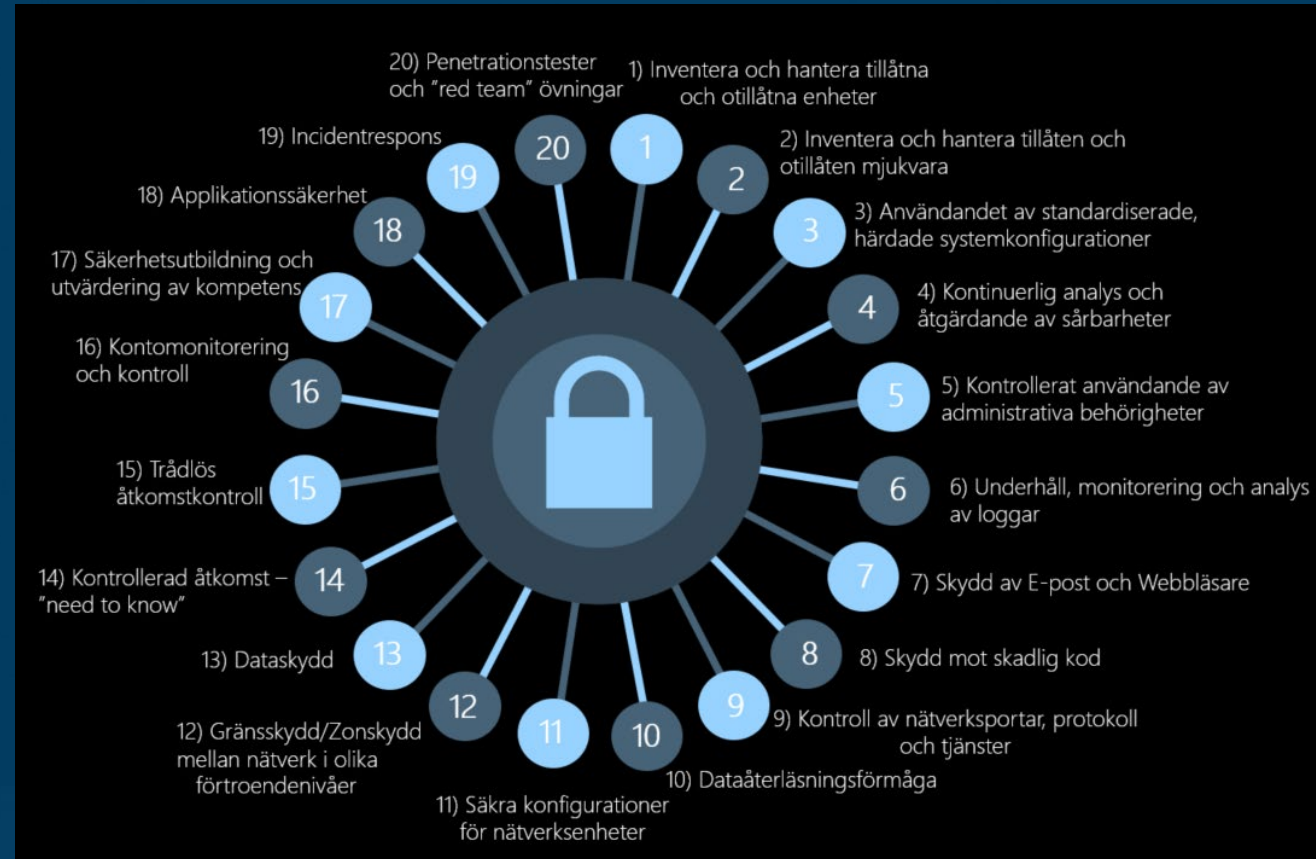 20) Penetrationstester
och ”red team” övningar
1) Inventera och hantera tillåtna
och otillåtna enheter
2) Inventera och hantera tillåten och
otillåten mjukvara
3) Användandet av standardiserade,
härdade systemkonfigurationer
4) Kontinuerlig analys och
åtgärdande av sårbarheter
5) Kontrollerat användande av
administrativa behörigheter
6) Underhåll, monitorering och analys
av loggar
7) Skydd av E-post och Webbläsare
8) Skydd mot skadlig kod
9) Kontroll av nätverksportar, protokoll
och tjänster
10) Dataåterläsningsförmåga
11) Säkra konfigurationer
för nätverksenheter
12) Gränsskydd/Zonskydd
mellan nätverk i olika
förtroendenivåer
13) Dataskydd
14) Kontrollerad åtkomst –
”need to know”
15) Trådlös
åtkomstkontroll
16) Kontomonitorering
och kontroll
17) Säkerhetsutbildning och
utvärdering av kompetens
18) Applikationssäkerhet
19) Incidentrespons
1
2
3
4
5
6
7
8
9
10
11
12
13
14
15
16
17
18
19
20